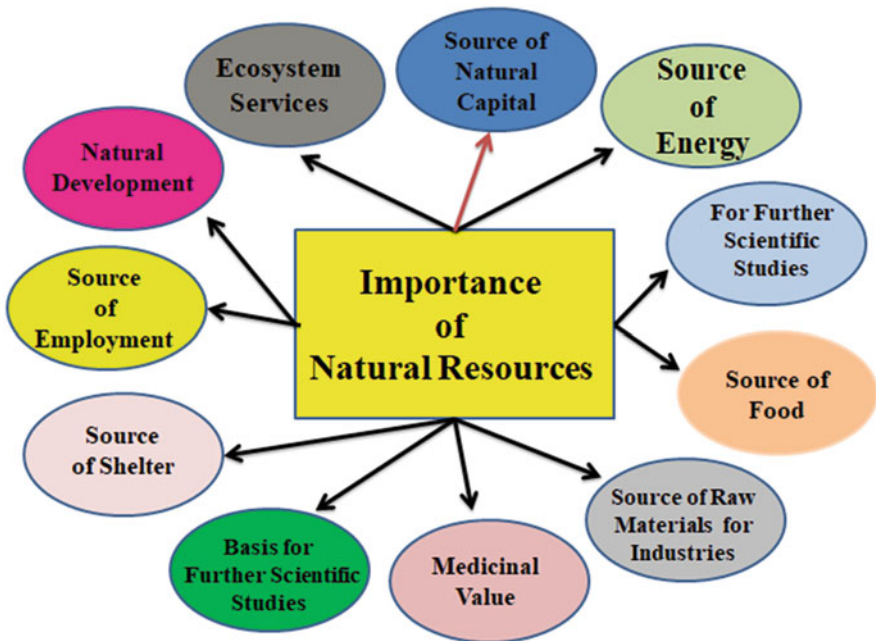 Source of
Natural
Capital
Ecosystem
Services
Source
of
Energy
Natural
Development
For Further
Scientific
Studies
Source
of
Employment
Importance
of
Natural Resources
Source of
Food
Source
of Shelter
Source of Raw
Materials for
Industries
Basis for
Further Scientific
Studies
Medicinal
Value